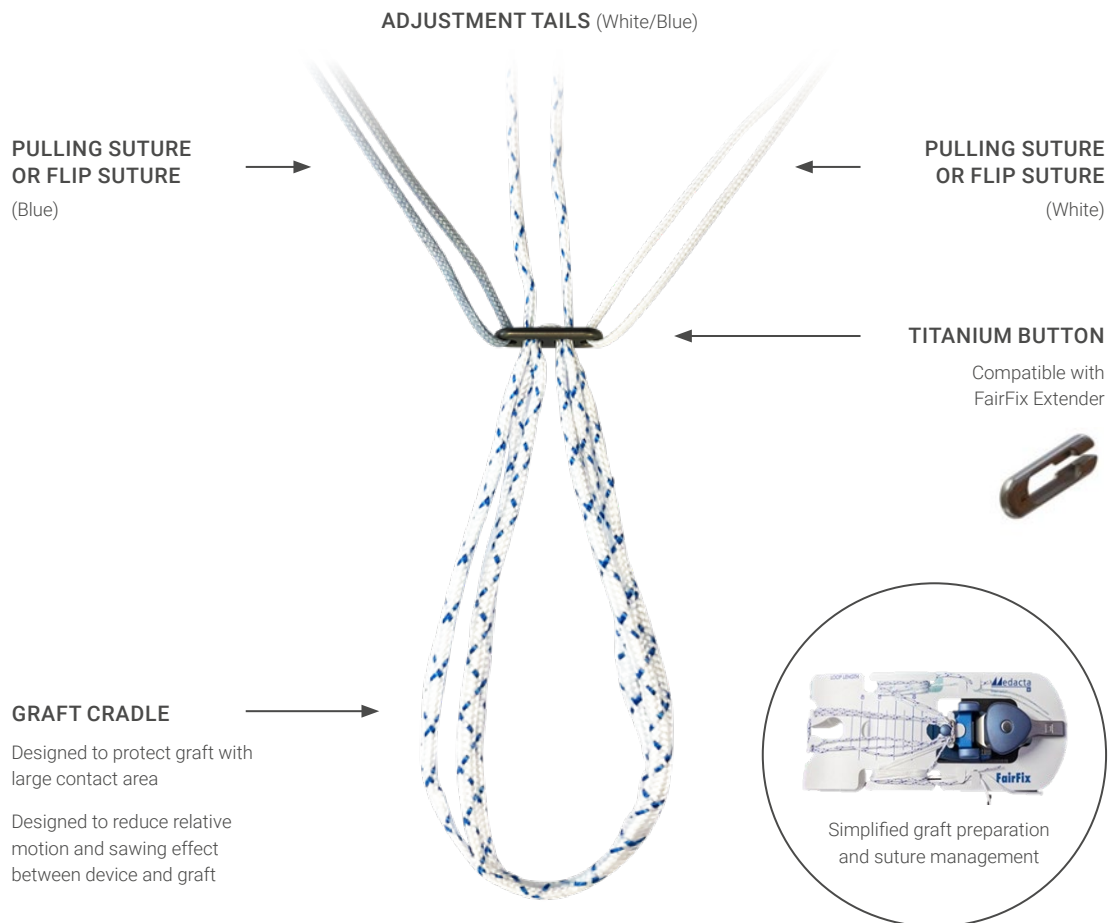 ADJUSTMENT TAILS (White/Blue)
PULLING SUTURE
OR FLIP SUTURE
(Blue)
PULLING SUTURE
OR FLIP SUTURE
(White)
TITANIUM BUTTON
Compatible with
FairFix Extender
GRAFT CRADLE
Designed to protect graft with
large contact area
Designed to reduce relative
motion and sawing effect
between device and graft
LOOP LENGTH
Medacta
FairFix
Simplified graft preparation
and suture management